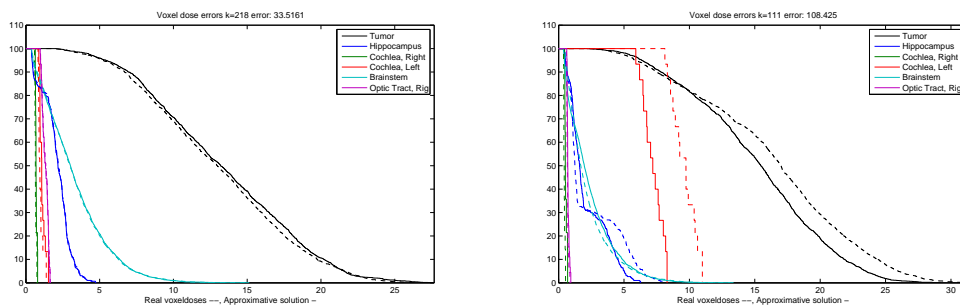 Voxel dose errors k=218 error: 33.5161
110
100
90
80
70
60
50
40
30
20
10
0
0 5 10 15 20 25
Tumor
Hippocampus
Cochlea, Right
Cochlea, Left
Brainstem
Optic Tract, Rig
Real voxeldoses −−, Approximative solution −
Voxel dose errors k=111 error: 108.425
110
100
90
80
70
60
50
40
30
20
10
0
0 5 10 15 20 25 30
Tumor
Hippocampus
Cochlea, Right
Cochlea, Left
Brainstem
Optic Tract, Rig
Real voxeldoses −−, Approximative solution −